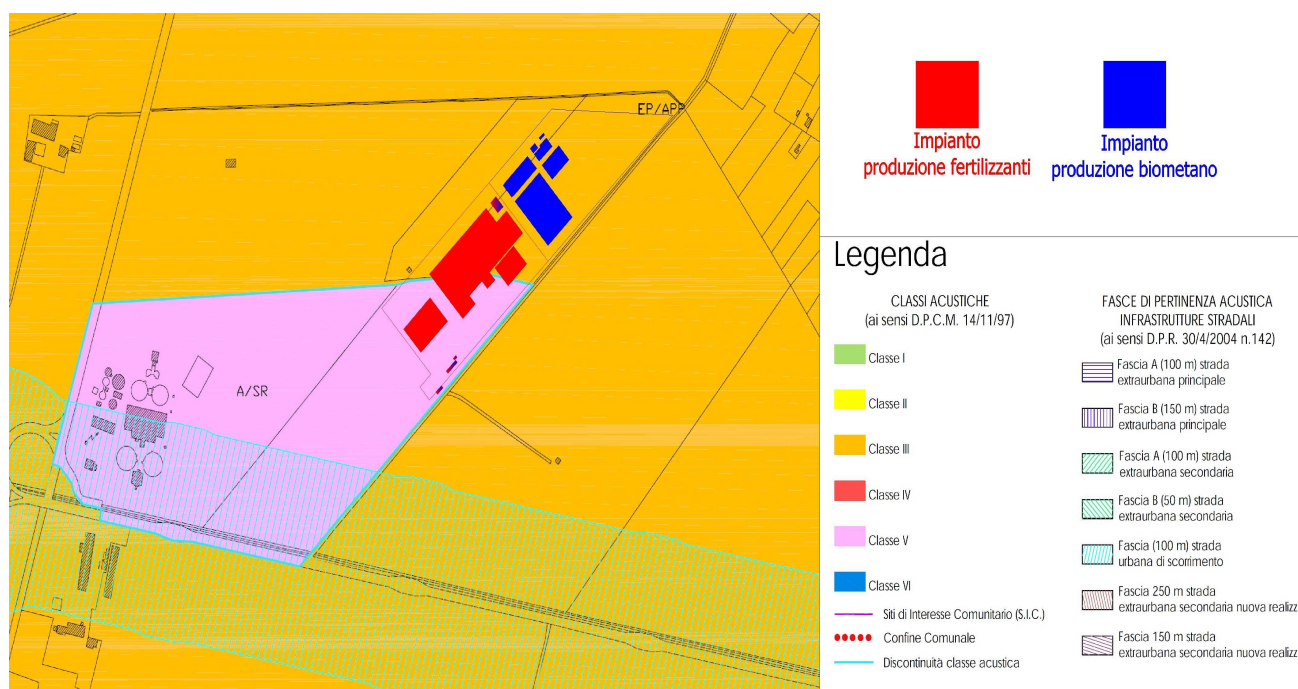 EP/APP
A/SR
Impianto
produzione fertilizzanti
Impianto
produzione biometano
Legenda
CLASSI ACUSTICHE
(ai sensi D.P.C.M. 14/11/97)
Classe I
Classe II
Classe III
Classe IV
Classe V
Classe VI
Siti di Interesse Comunitario (S.I.C.)
Confine Comunale
Discontinuità classe acustica
FASCE DI PERTINENZA ACUSTICA
INFRASTRUTTURE STRADALI
(ai sensi D.P.R. 30/4/2004 n.142)
Fascia A (100 m) strada
extraurbana principale
Fascia B (150 m) strada
extraurbana principale
Fascia A (100 m) strada
extraurbana secondaria
Fascia B (50 m) strada
extraurbana secondaria
Fascia (100 m) strada
urbana di scorrimento
Fascia 250 m strada
extraurbana secondaria nuova realizz
Fascia 150 m strada
extraurbana secondaria nuova realizz